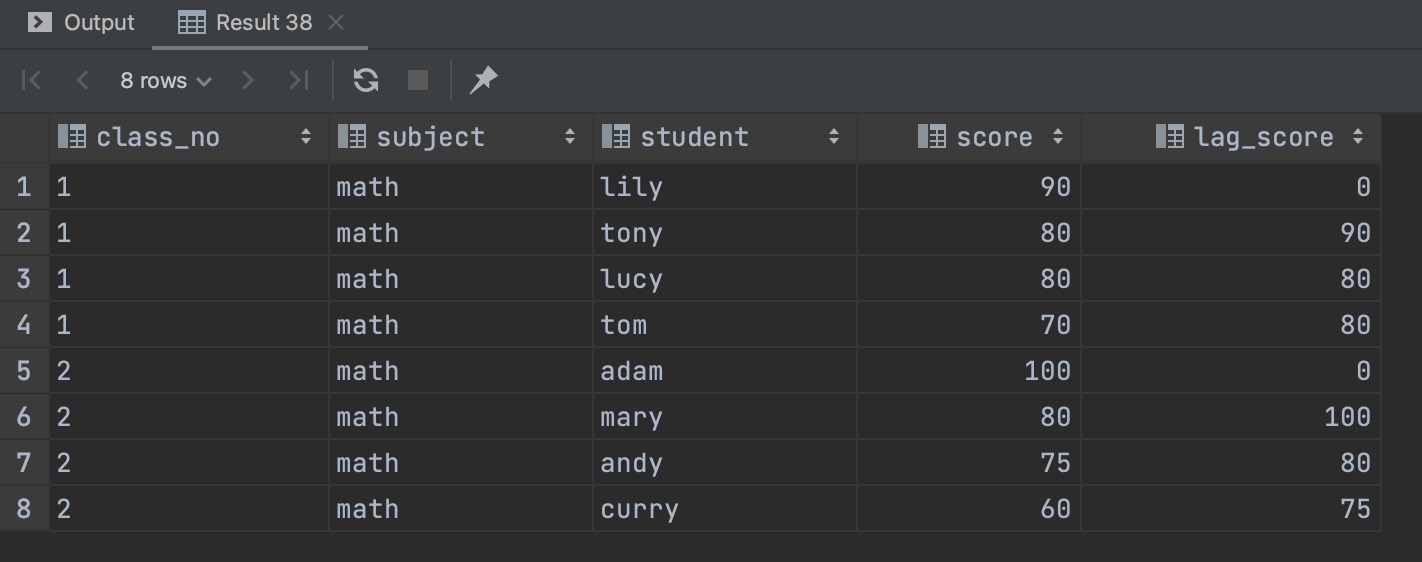 Output Result 38
8 rows
class_no subject student score lag_score
1 1 math lily 90 0
2 1 math tony 80 90
3 1 math lucy 80 80
4 1 math tom 70 80
5 2 math adam 100 0
6 2 math mary 80 100
7 2 math andy 75 80
8 2 math curry 60 75